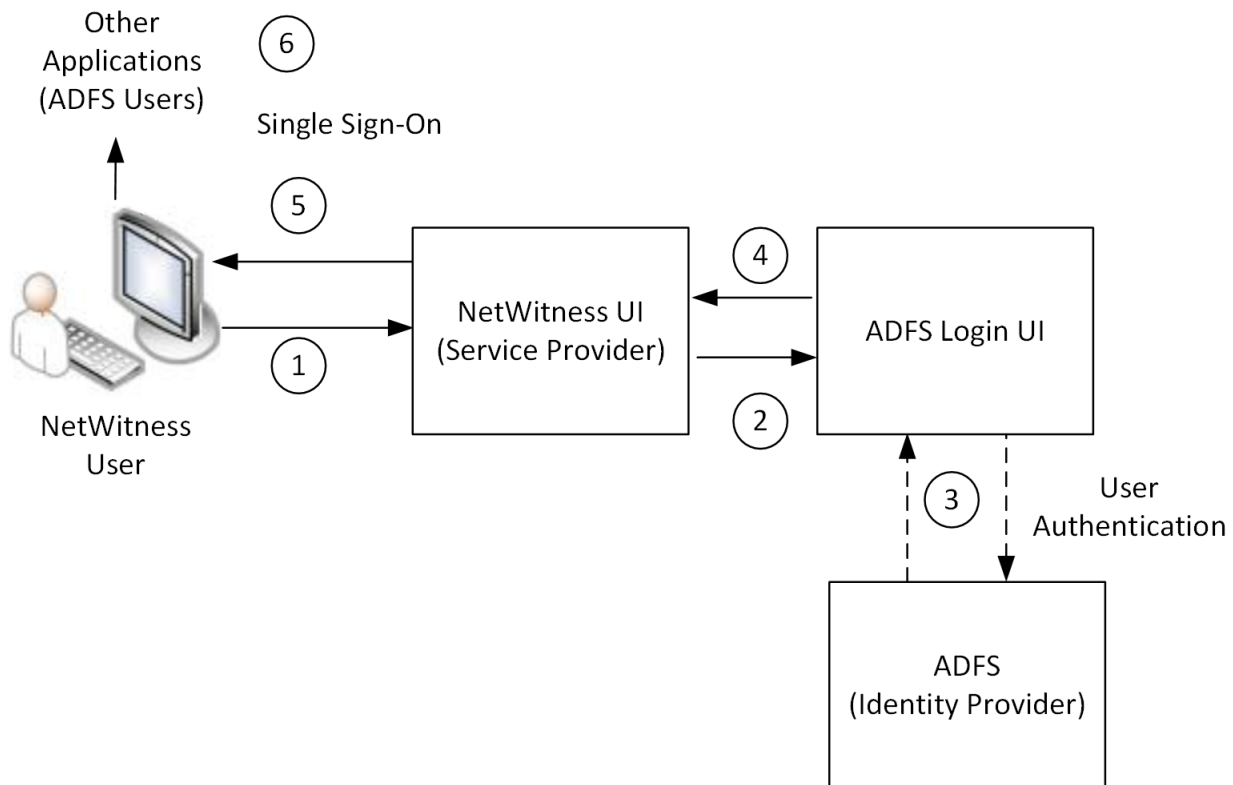 Other
Applications
(ADFS Users)
6
Single Sign-On
5
NetWitness UI
(Service Provider)
4
ADFS Login UI
1
2
NetWitness
User
3
User
Authentication
ADFS
(Identity Provider)